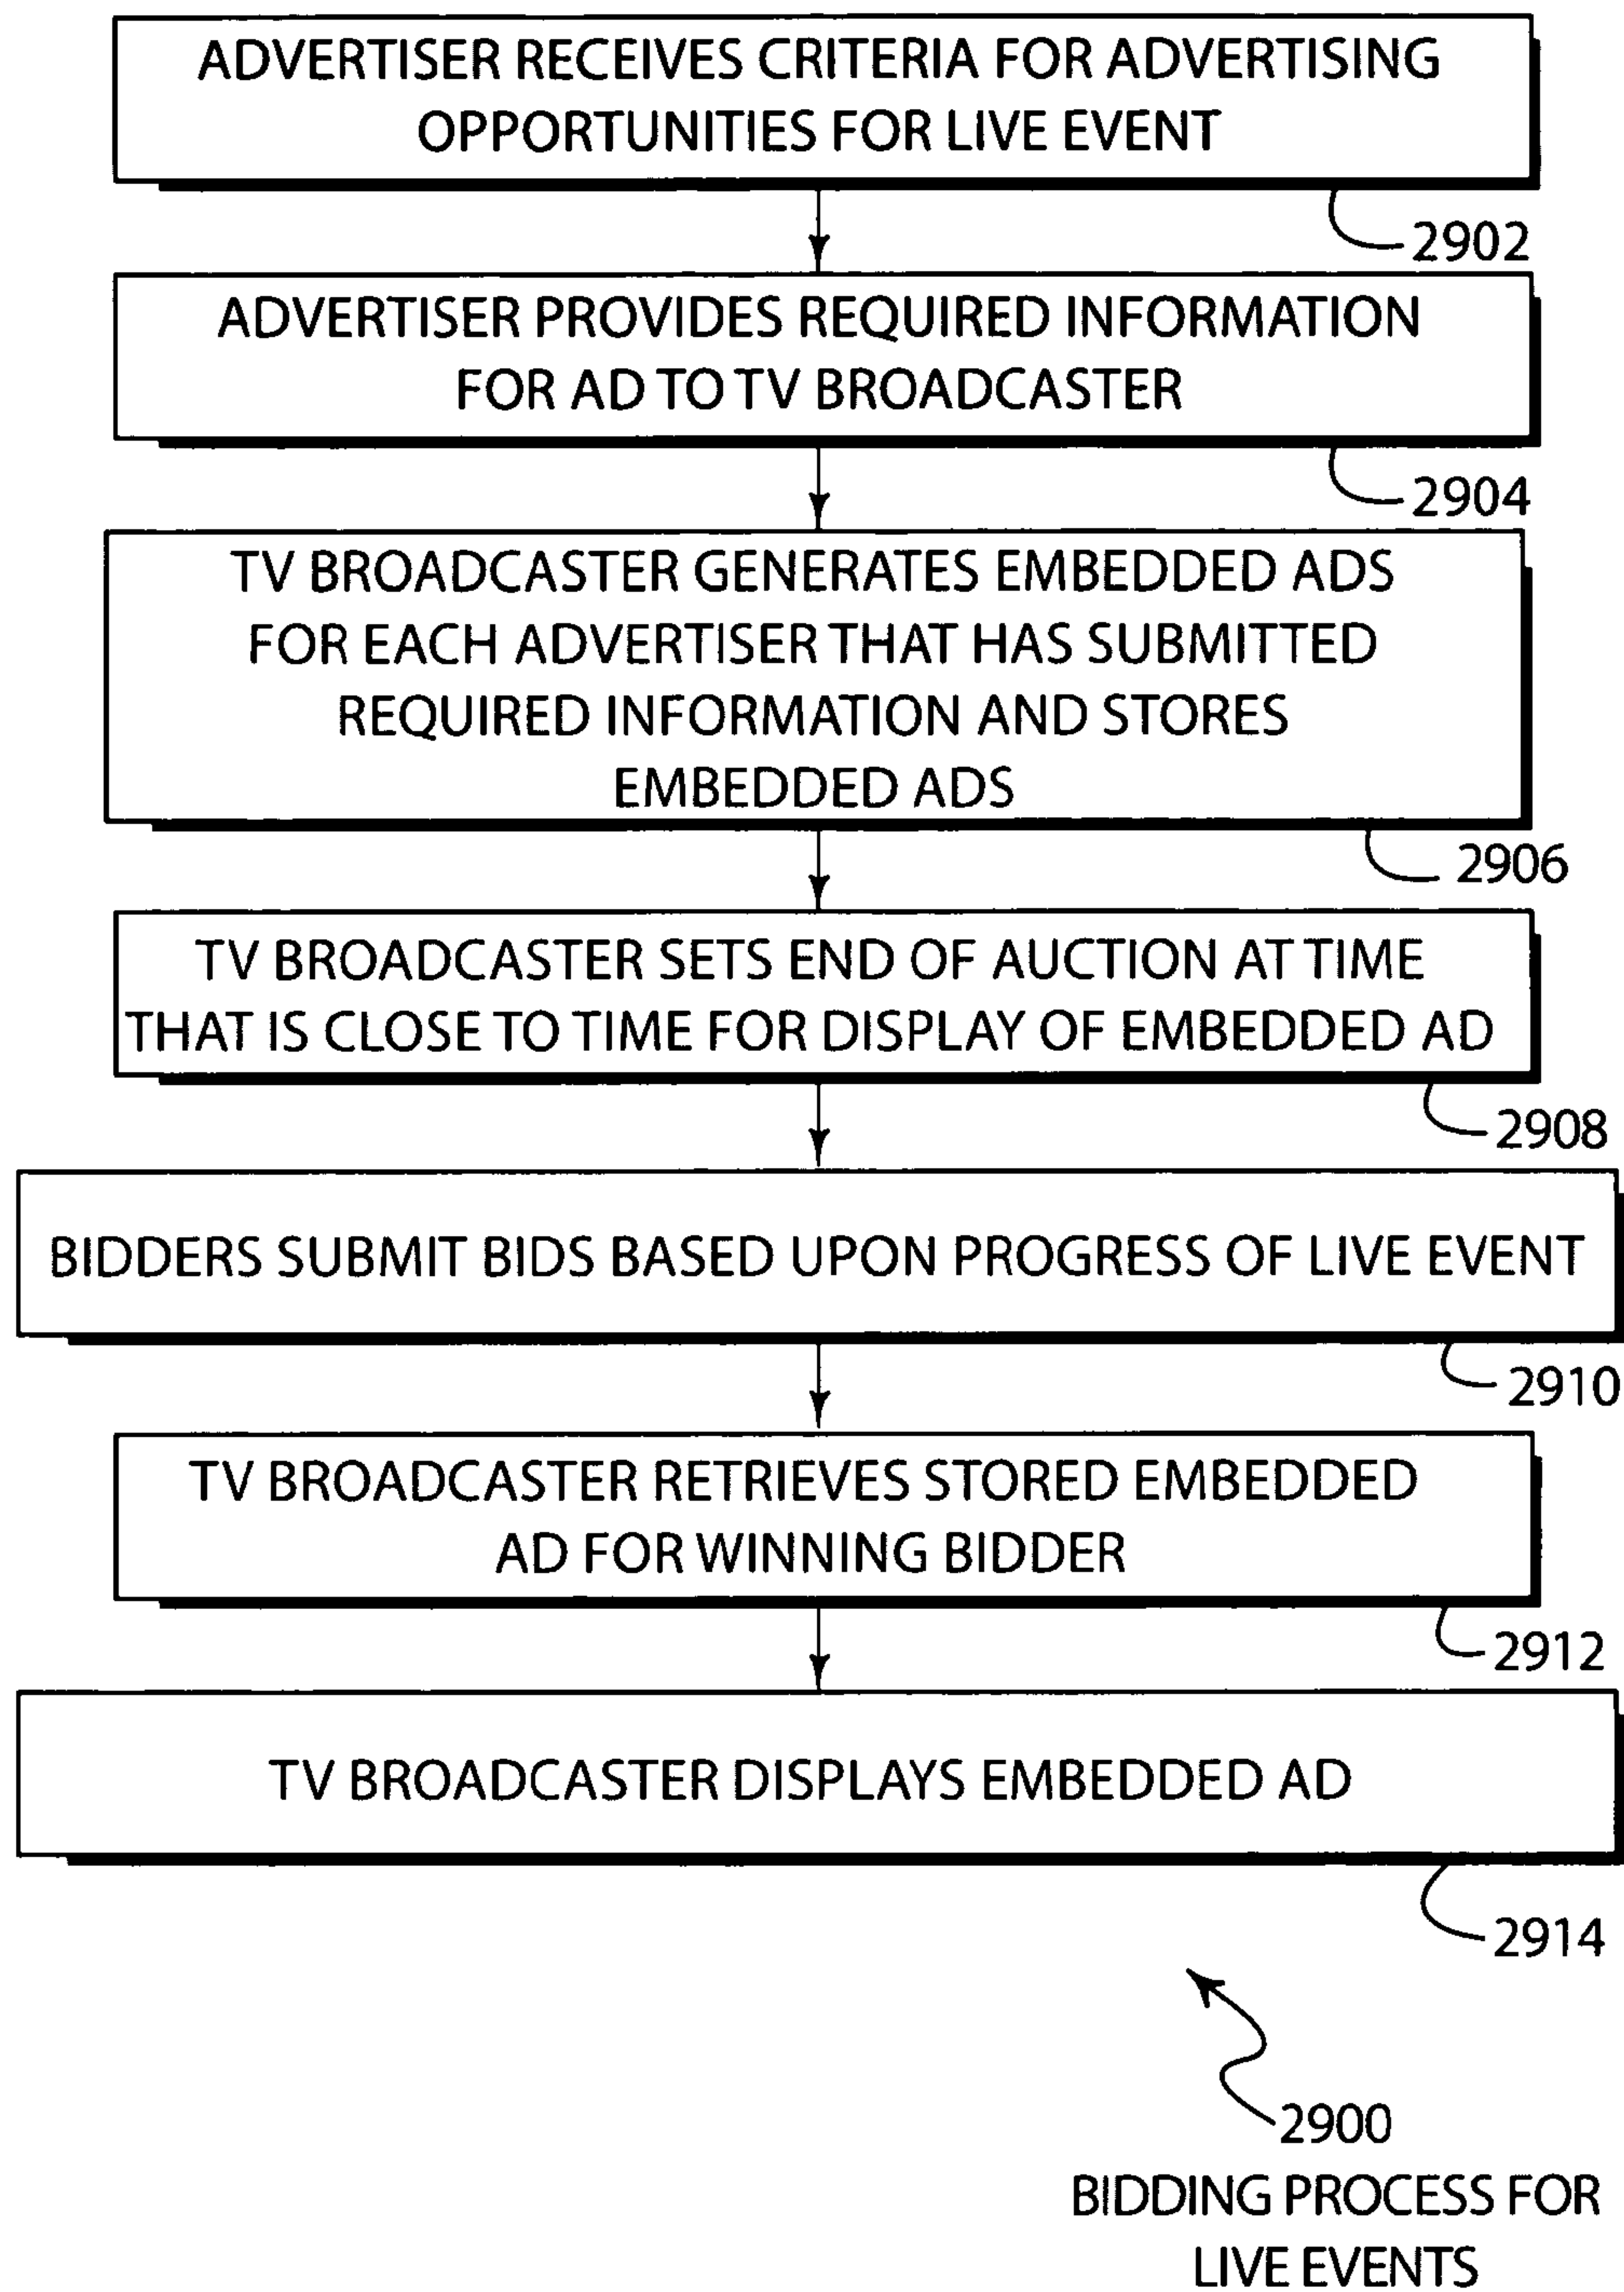 ADVERTISER RECEIVES CRITERIA FOR ADVERTISING
OPPORTUNITIES FOR LIVE EVENT
2902
ADVERTISER PROVIDES REQUIRED INFORMATION
FOR AD TO TV BROADCASTER
2904
TV BROADCASTER GENERATES EMBEDDED ADS
FOR EACH ADVERTISER THAT HAS SUBMITTED
REQUIRED INFORMATION AND STORES
EMBEDDED ADS
2906
TV BROADCASTER SETS END OF AUCTION AT TIME
THAT IS CLOSE TO TIME FOR DISPLAY OF EMBEDDED AD
2908
BIDDERS SUBMIT BIDS BASED UPON PROGRESS OF LIVE EVENT
2910
TV BROADCASTER RETRIEVES STORED EMBEDDED
AD FOR WINNING BIDDER
2912
TV BROADCASTER DISPLAYS EMBEDDED AD
2914
2900
BIDDING PROCESS FOR
LIVE EVENTS